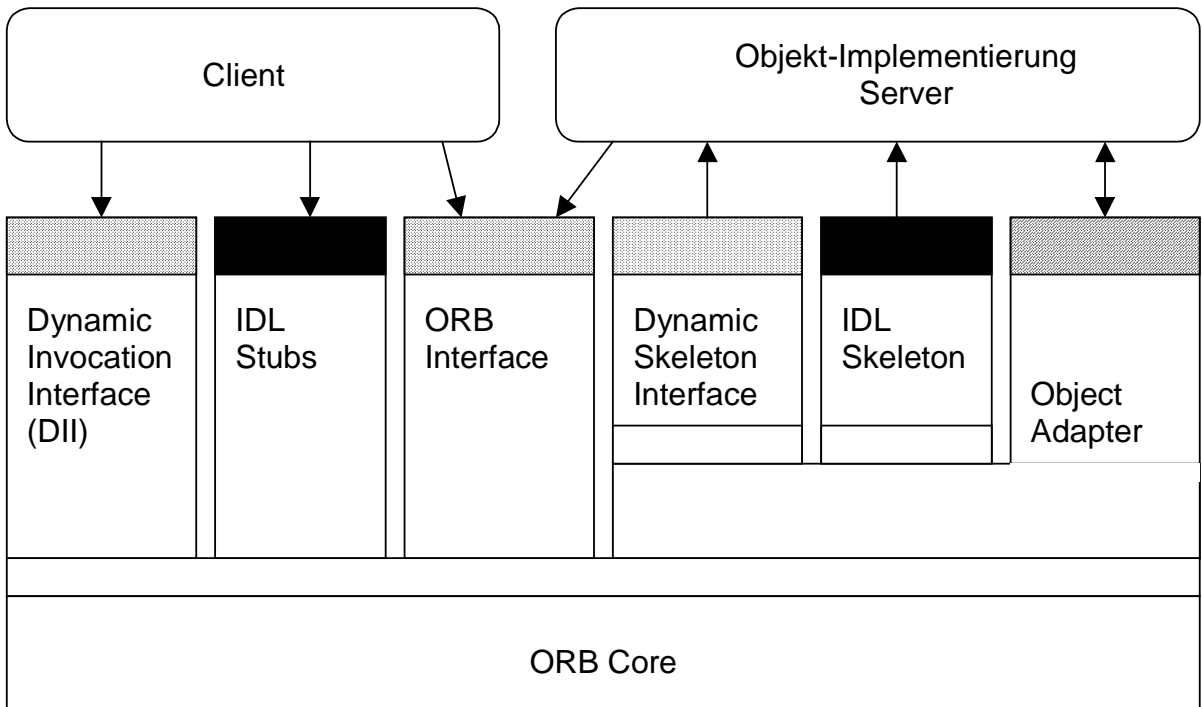 Client
Objekt-Implementierung
Server
Dynamic
Invocation
Interface
(DII)
IDL
Stubs
ORB
Interface
Dynamic
Skeleton
Interface
IDL
Skeleton
Object
Adapter
ORB Core